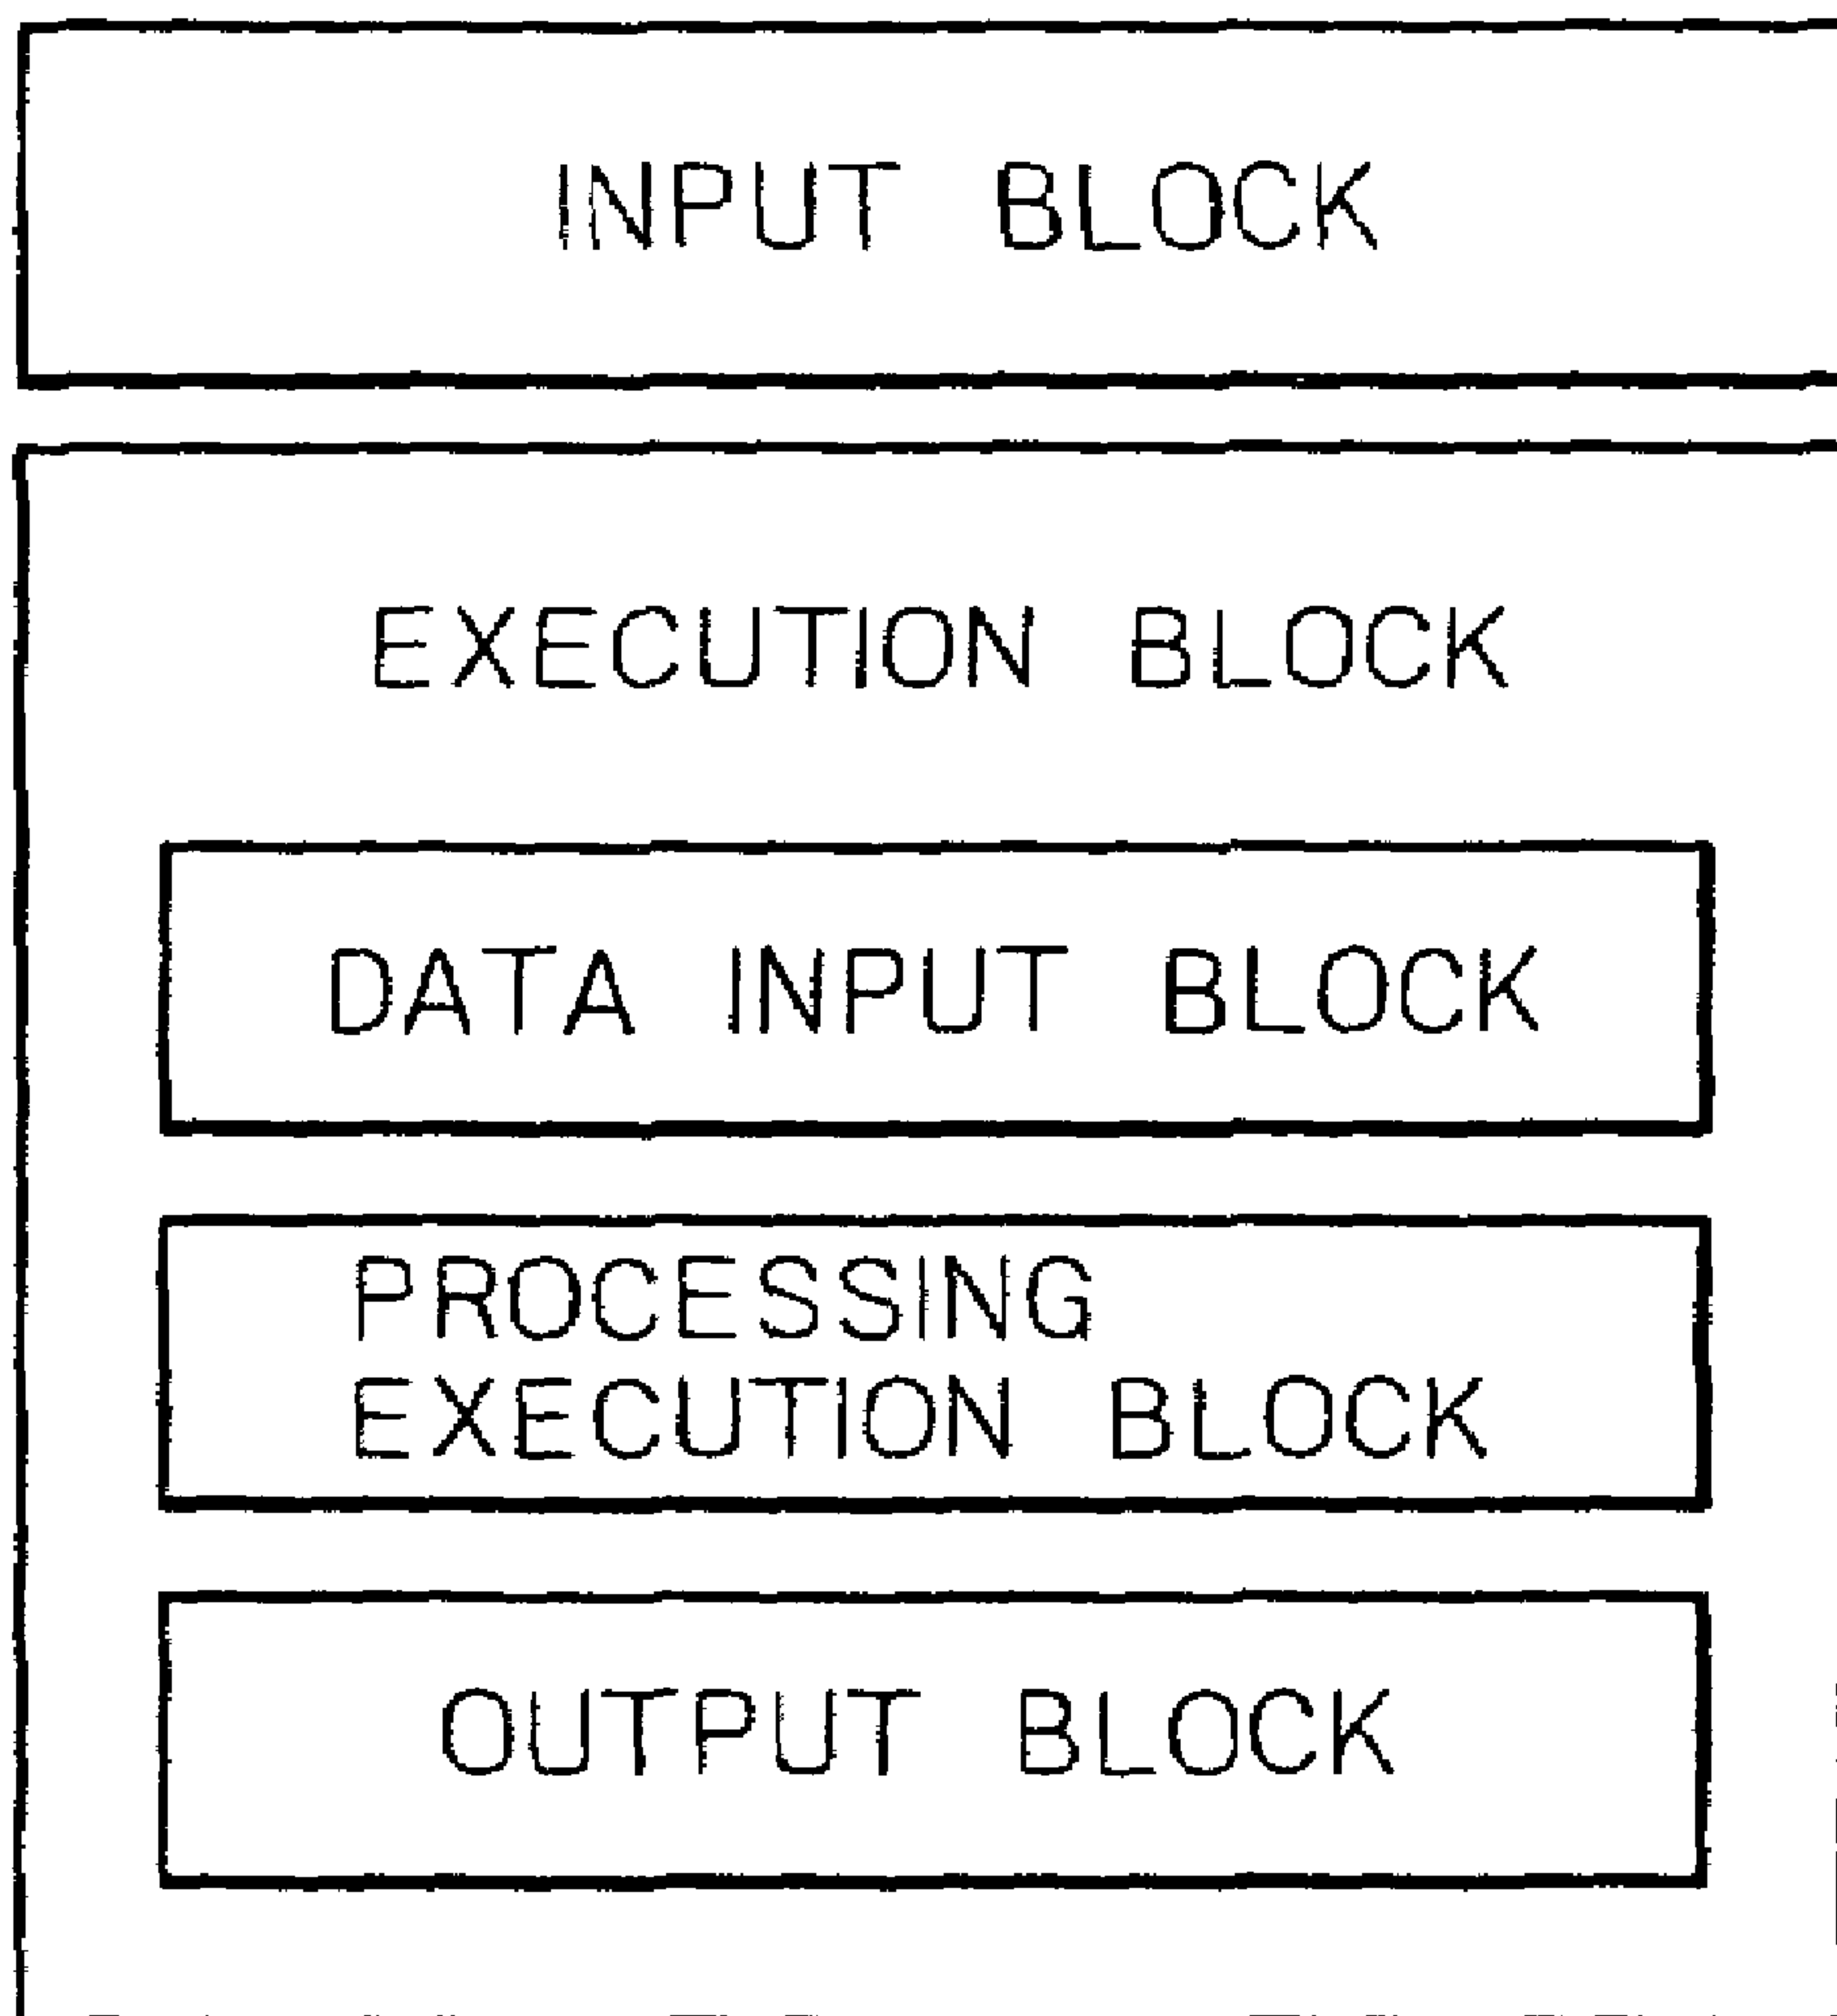 INPUT BLOCK
EXECUTION BLOCK
DATA INPUT BLOCK
PROCESSING
EXECUTION BLOCK
OUTPUT BLOCK